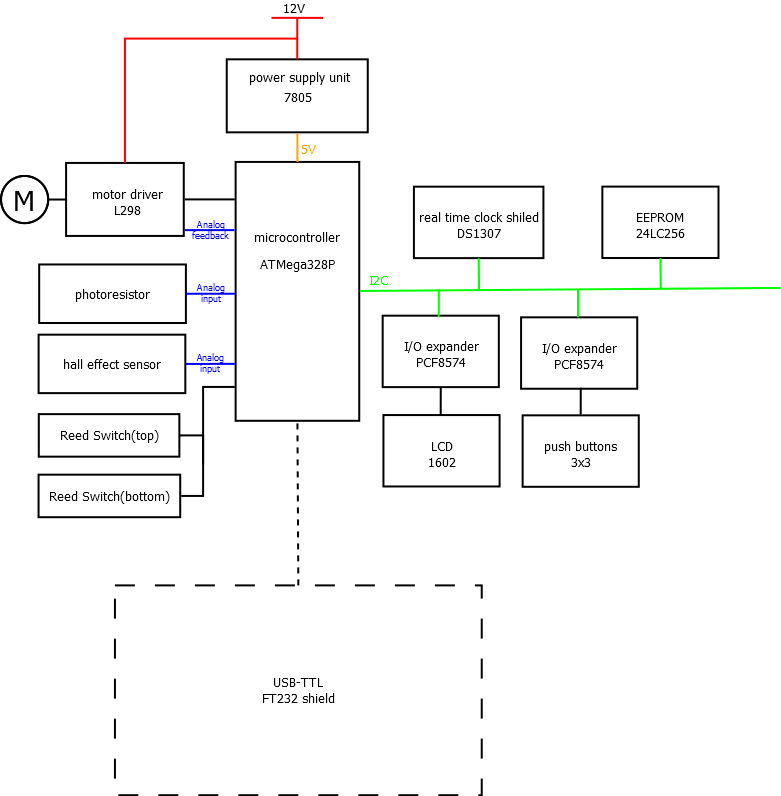 12V
power supply unit
7805
5V
M
motor driver
L298
Analog
feedback
microcontroller
ATMega328P
real time clock shiled
DS1307
EEPROM
24LC256
I2C
photoresistor
Analog
input
I/O expander
PCF8574
I/O expander
PCF8574
hall effect sensor
Analog
input
Reed Switch(top)
LCD
1602
push buttons
3x3
Reed Switch(bottom)
USB-TTL
FT232 shield